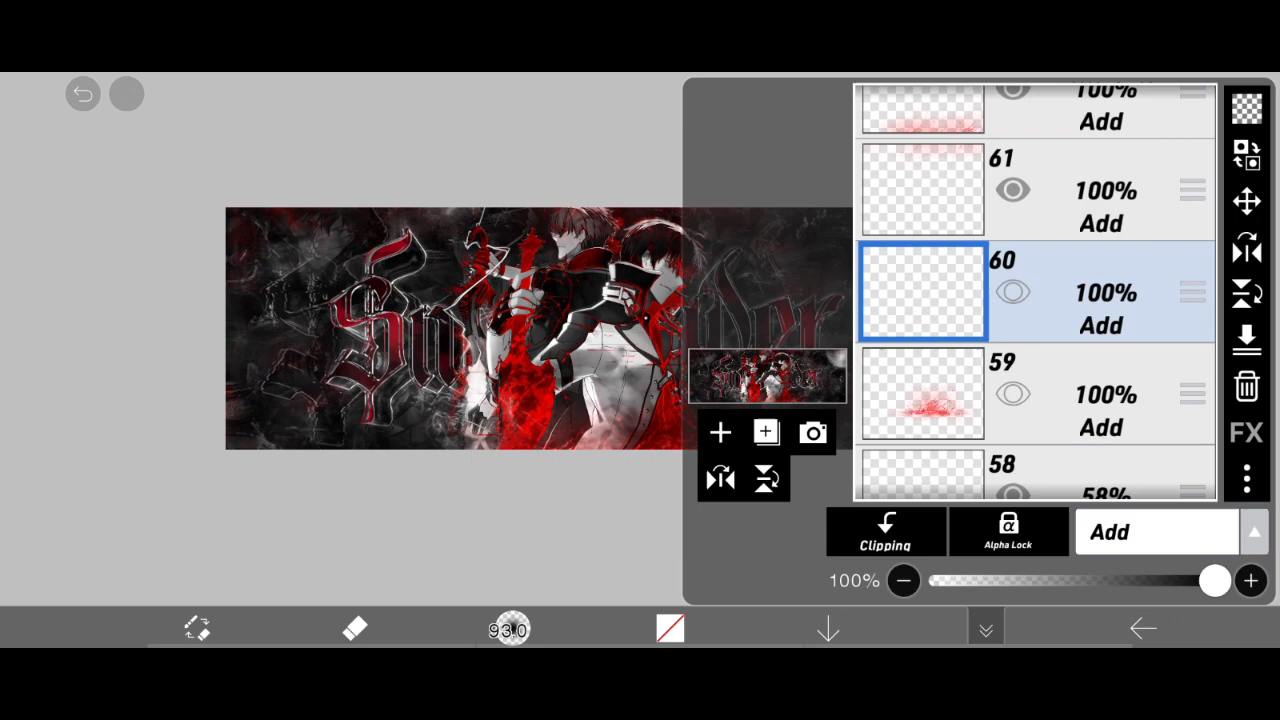 100%
Add
61
100%
Add
60
100%
Add
59
100%
Add
58
58%
FX
Clipping
α
Alpha Lock
Add
100%
93.0